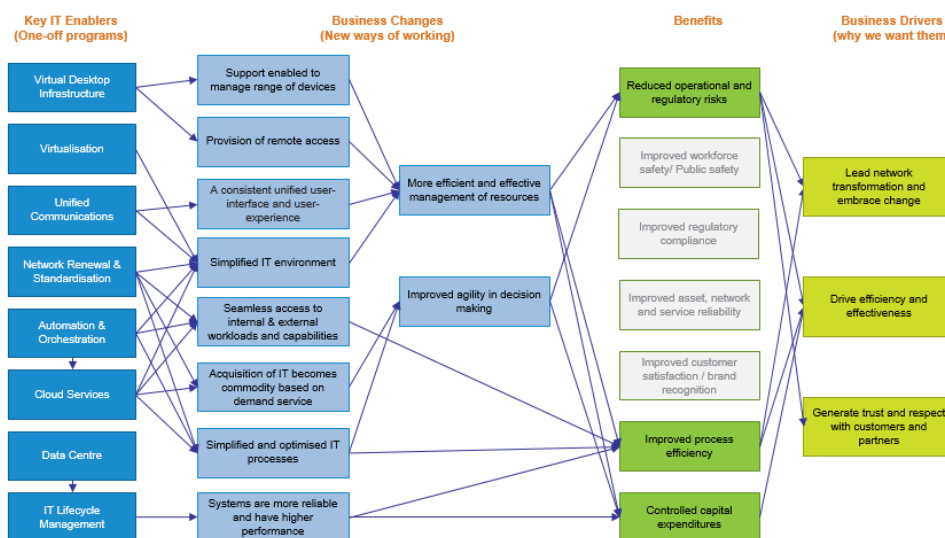 Key IT Enablers
(One-off programs)
Business Changes
(New ways of working)
Benefits
Business Drivers
(why we want them
Virtual Desktop
Infrastructure
Virtualisation
Unified
Communications
Network Renewal &
Standardisation
Automation &
Orchestration
Cloud Services
Data Centre
IT Lifecycle
Management
Support enabled to
manage range of devices
Provision of remote access
A consistent unified user-
interface and user-
experience
Simplified IT environment
Seamless access to
internal & external
workloads and capabilities
Acquisition of IT becomes
commodity based on
demand service
Simplified and optimised IT
processes
Systems are more reliable
and have higher
performance
More efficient and effective
management of resources
Improved agility in decision
making
Reduced operational and
regulatory risks
Improved workforce
safety/ Public safety
Improved regulatory
compliance
Improved asset, network
and service reliability
Improved customer
satisfaction / brand
recognition
Improved process
efficiency
Controlled capital
expenditures
Lead network
transformation and
embrace change
Drive efficiency and
effectiveness
Generate trust and respect
with customers and
partners